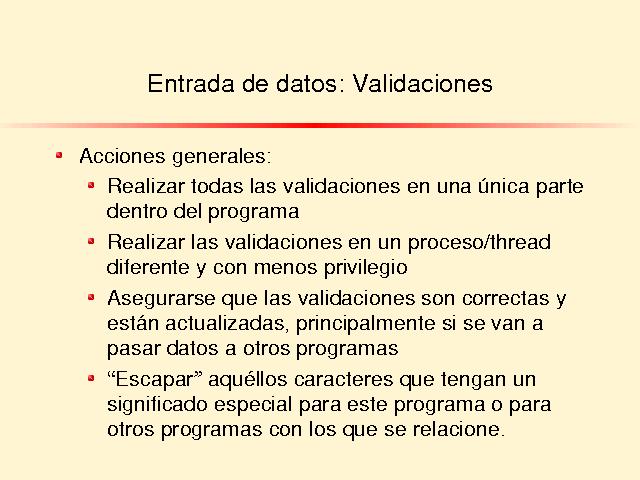 Entrada de datos: Validaciones
Acciones generales:
Realizar todas las validaciones en una única parte
dentro del programa
Realizar las validaciones en un proceso/thread
diferente y con menos privilegio
Asegurarse que las validaciones son correctas y
están actualizadas, principalmente si se van a
pasar datos a otros programas
“Escapar” aquéllos caracteres que tengan un
significado especial para este programa o para
otros programas con los que se relacione.